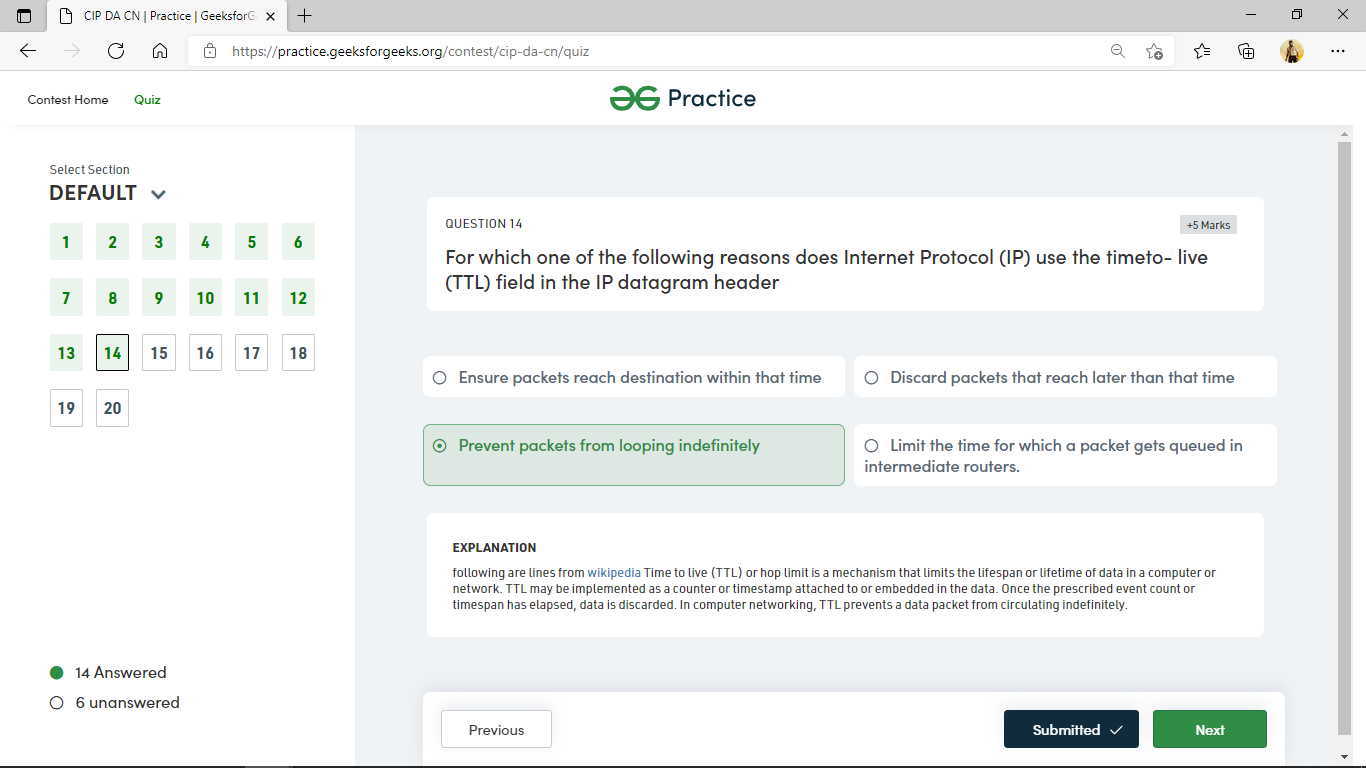 CIP DA CN | Practice | GeeksforG
https://practice.geeksforgeeks.org/contest/cip-da-cn/quiz
Contest Home Quiz
Practice
Select Section
DEFAULT
1 2 3 4 5 6
7 8 9 10 11 12
13 14 15 16 17 18
19 20
14 Answered
6 unanswered
QUESTION 14
+5 Marks
For which one of the following reasons does Internet Protocol (IP) use the timeto- live
(TTL) field in the IP datagram header
Ensure packets reach destination within that time
Discard packets that reach later than that time
Prevent packets from looping indefinitely
Limit the time for which a packet gets queued in
intermediate routers.
EXPLANATION
following are lines from wikipedia Time to live (TTL) or hop limit is a mechanism that limits the lifespan or lifetime of data in a computer or
network. TTL may be implemented as a counter or timestamp attached to or embedded in the data. Once the prescribed event count or
timespan has elapsed, data is discarded. In computer networking, TTL prevents a data packet from circulating indefinitely.
Previous
Submitted
Next